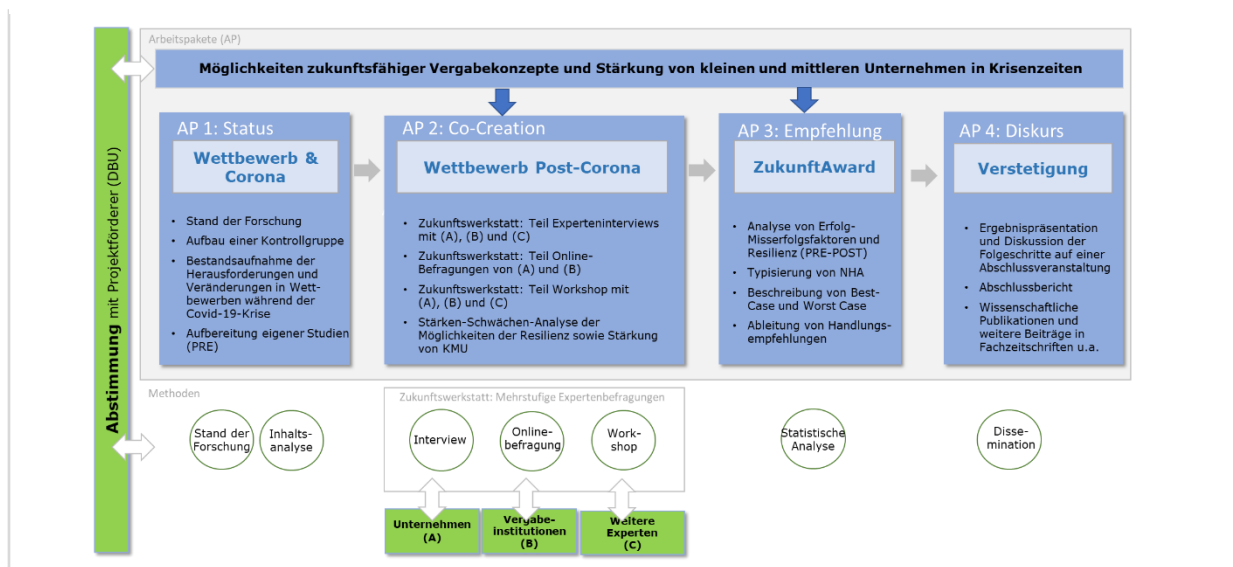 Arbeitspakete (AP)
Möglichkeiten zukunftsfähiger Vergabekonzepte und Stärkung von kleinen und mittleren Unternehmen in Krisenzeiten
Abstimmung mit Projektförderer (DBU)
AP 1: Status
Wettbewerb &
Corona
• Stand der Forschung
• Aufbau einer Kontrollgruppe
• Bestandsaufnahme der
Herausforderungen und
Veränderungen in Wett-
bewerben während der
Covid-19-Krise
• Aufbereitung eigener Studien
(PRE)
AP 2: Co-Creation
Wettbewerb Post-Corona
• Zukunftswerkstatt: Teil Experteninterviews
mit (A), (B) und (C)
• Zukunftswerkstatt: Teil Online-
Befragungen von (A) und (B)
• Zukunftswerkstatt: Teil Workshop mit
(A), (B) und (C)
• Stärken-Schwächen-Analyse der
Möglichkeiten der Resilienz sowie Stärkung
von KMU
AP 3: Empfehlung
ZukunftAward
• Analyse von Erfolg-
Misserfolgsfaktoren und
Resilienz (PRE-POST)
• Typisierung von NHA
• Beschreibung von Best-
Case und Worst Case
• Ableitung von Handlungs-
empfehlungen
AP 4: Diskurs
Verstetigung
• Ergebnispräsentation
und Diskussion der
Folgeschritte auf einer
Abschlussveranstaltung
• Abschlussbericht
• Wissenschaftliche
Publikationen und
weitere Beiträge in
Fachzeitschriften u.a.
Methoden
Stand der
Forschung
Inhalts-
analyse
Zukunftswerkstatt: Mehrstufige Expertenbefragungen
Interview
Online-
befragung
Work-
shop
Statistische
Analyse
Disse-
mination
Unternehmen
(A)
Vergabe-
institutionen
(B)
Weitere
Experten
(C)